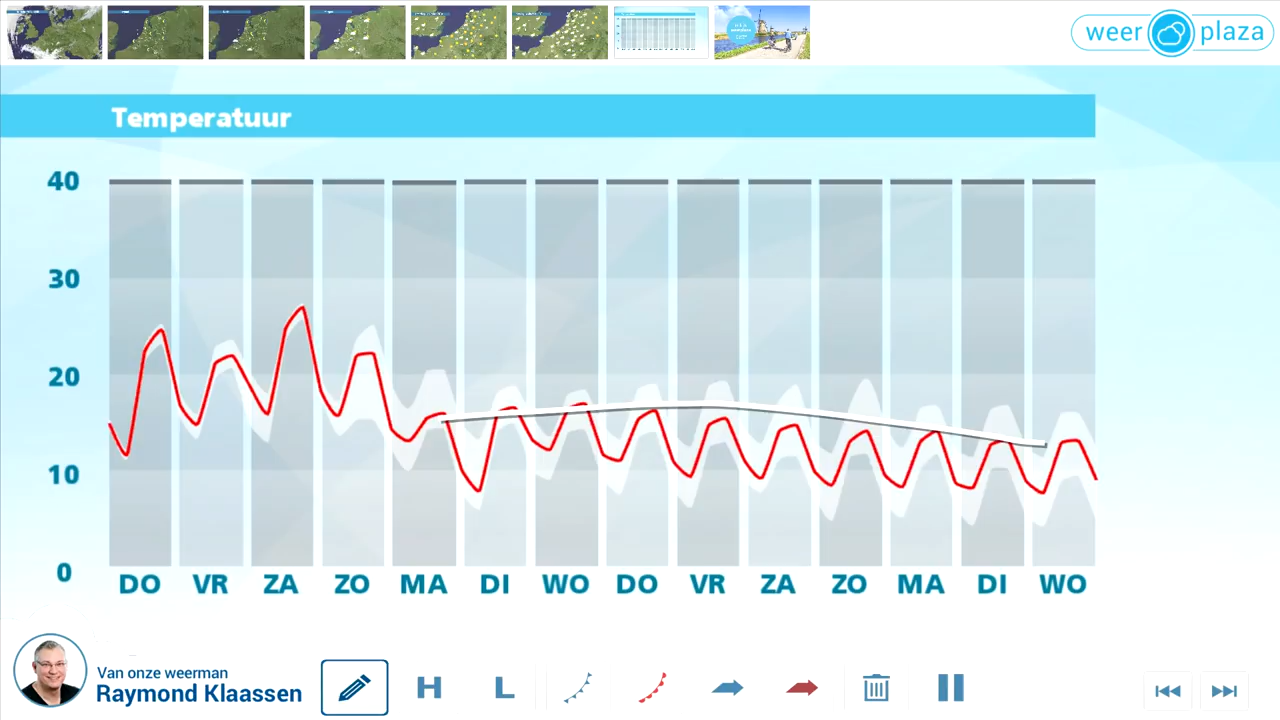 weer plaza
Temperatuur
40
30
20
10
0
DO VR ZA ZO MA DI WO DO VR ZA ZO MA DI WO
Van onze weerman
Raymond Klaassen
H L